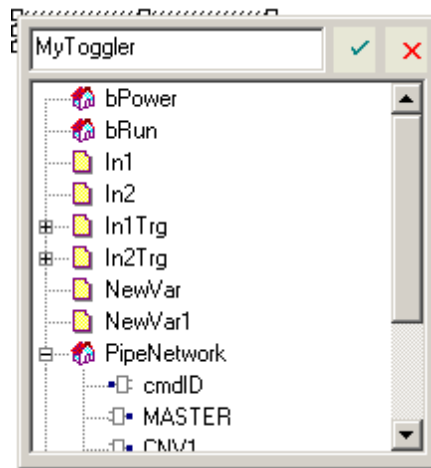 MyToggler
bPower
bRun
In1
In2
In1Trg
In2Trg
NewVar
NewVar1
PipeNetwork
cmdID
MASTER
CNV1